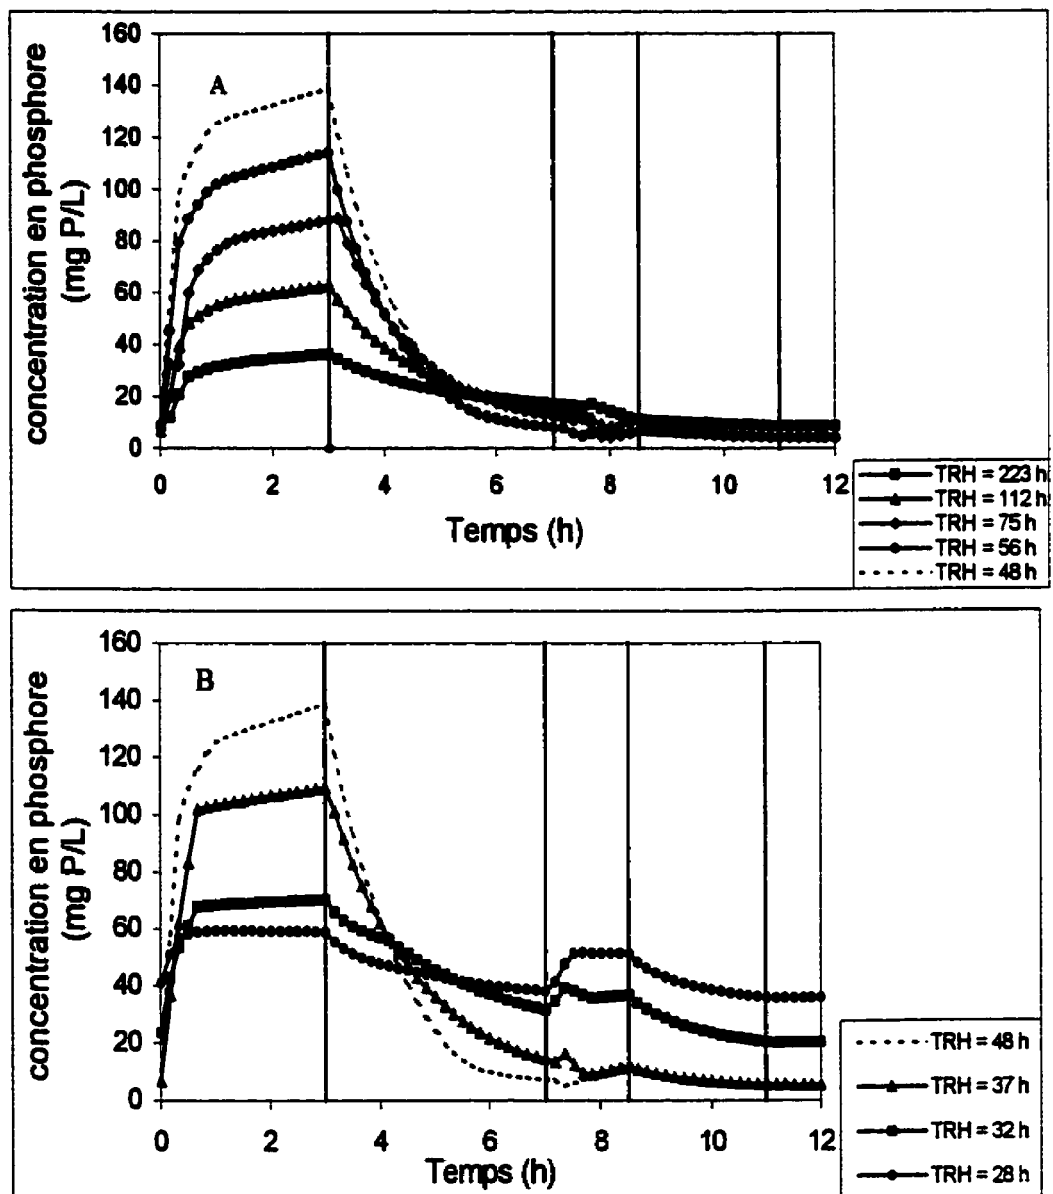 concentration en phosphore
(mg P/L)
160
140
120
100
80
60
40
20
0
A
0 2 4 6 8 10 12
Temps (h)
TRH = 223 h
TRH = 112 h
TRH = 75 h
TRH = 56 h
TRH = 48 h
concentration en phosphore
(mg P/L)
160
140
120
100
80
60
40
20
0
B
0 2 4 6 8 10 12
Temps (h)
TRH = 48 h
TRH = 37 h
TRH = 32 h
TRH = 28 h